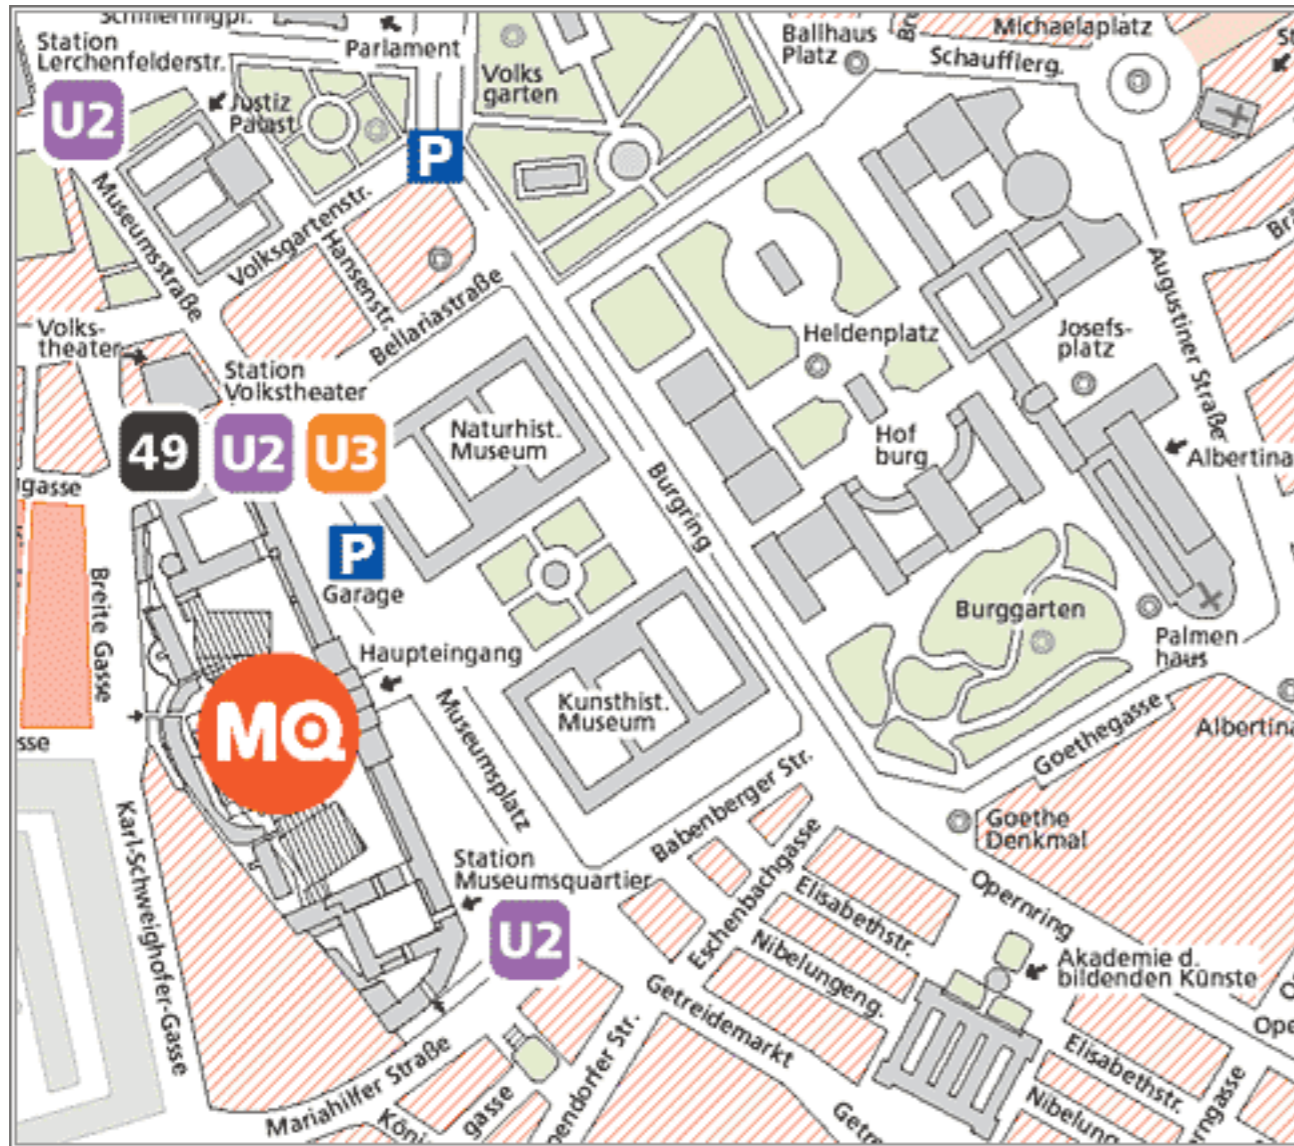 Parlament
Station
Lerchenfelderstr.
U2
Justiz
Palast
P
Volks
garten
Ballhaus
Platz
Michaelaplatz
Schauflerg.
Museumsstraße
Volksgartenstr.
Hansenstr.
Bellariastraße
Volks-
theater
Station
Volkstheater
49
U2
U3
Naturhist.
Museum
Heldenplatz
Josefs-
platz
Augustiner Straße
Hof
burg
Albertina
Burgring
gasse
Breite Gasse
P
Garage
Haupteingang
MQ
Museumsplatz
Kunsthist.
Museum
Burggarten
Palmen
haus
Goethegasse
Albertina
Goethe
Denkmal
Babenberger Str.
Karl-Schweighofer-Gasse
Station
Museumsquartier
U2
Eschenbachgasse
Elisabethstr.
Nibelungeng.
Getreidemarkt
Opernring
Akademie d.
bildenden Künste
Mariahilfer Straße
Elisabethstr.
gasse